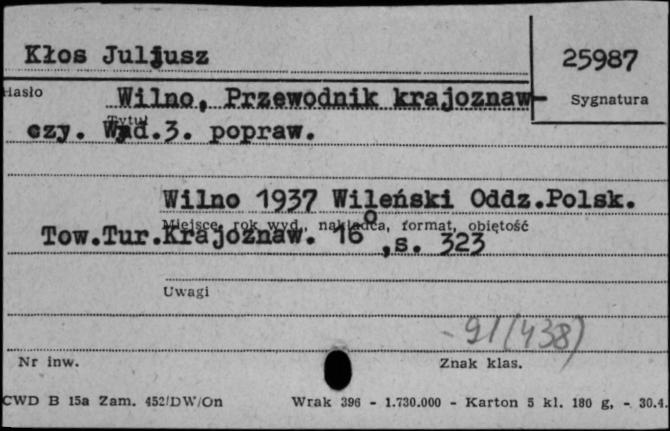 Kłos Juljusz
25987
Hasło
Wilno, Przewodnik krajoznaw-
Sygnatura
Tytuł
czy. Wyd.3. popraw.
Wilno 1937 Wileński Oddz.Polsk.
Miejsce, rok wyd., nakładca, format, objętość
Tow.Tur.Krajoznaw. 16° ,s. 323
Uwagi
91(438)
Nr inw.
Znak klas.
CWD B 15a Zam. 452/DW/On
Wrak 396 - 1.730.000 - Karton 5 kl. 180 g, - 30.4.